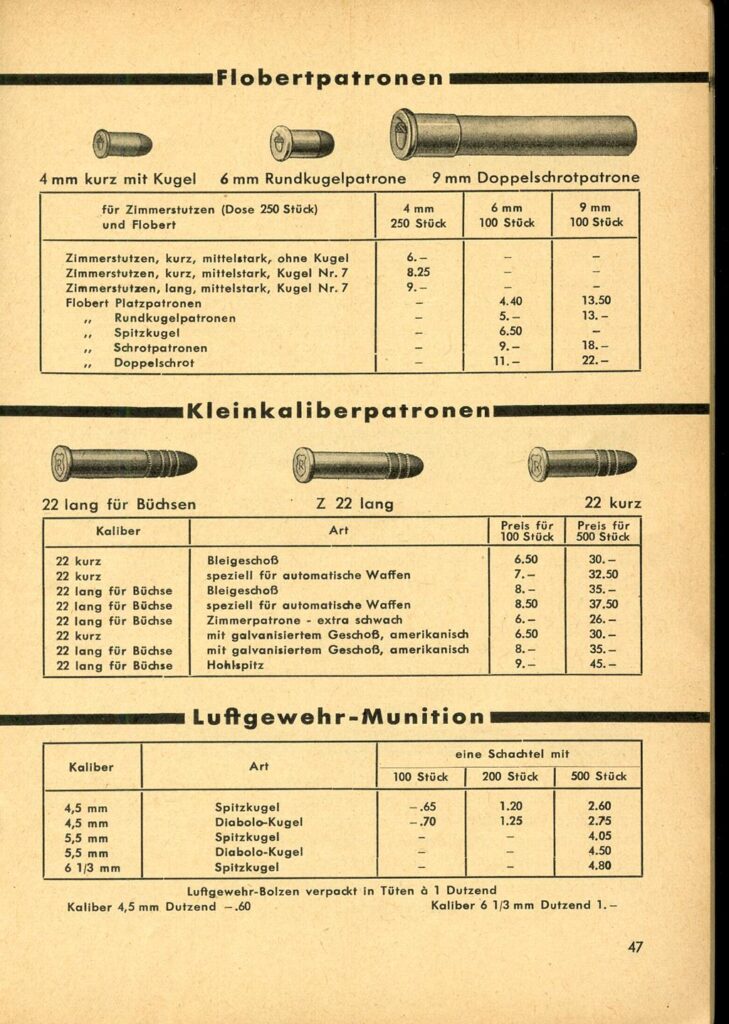 Flobertpatronen
4 mm kurz mit Kugel 6 mm Rundkugelpatrone 9 mm Doppelschrotpatrone
für Zimmerstutzen (Dose 250 Stück) 4 mm 6 mm 9 mm
und Flobert 250 Stück 100 Stück 100 Stück
Zimmerstutzen, kurz, mittelstark, ohne Kugel 6.– – –
Zimmerstutzen, kurz, mittelstark, Kugel Nr. 7 8.25 – –
Zimmerstutzen, lang, mittelstark, Kugel Nr. 7 9.– – –
Flobert Platzpatronen – 4.40 13.50
„ Rundkugelpatronen – 5.– 13.–
„ Spitzkugel – 6.50 –
„ Schrotpatronen – 9.– 18.–
„ Doppelschrot – 11.– 22.–
Kleinkaliberpatronen
R R
22 lang für Büchsen Z 22 lang 22 kurz
Kaliber Art Preis für 100 Stück Preis für 500 Stück
22 kurz Bleigeschoß 6.50 30.–
22 kurz speziell für automatische Waffen 7.– 32.50
22 lang für Büchse Bleigeschoß 8.– 35.–
22 lang für Büchse speziell für automatische Waffen 8.50 37.50
22 lang für Büchse Zimmerpatrone - extra schwach 6.– 26.–
22 kurz mit galvanisiertem Geschoß, amerikanisch 6.50 30.–
22 lang für Büchse mit galvanisiertem Geschoß, amerikanisch 8.– 35.–
22 lang für Büchse Hohlspitz 9.– 45.–
Luftgewehr-Munition
Kaliber Art eine Schachtel mit
100 Stück 200 Stück 500 Stück
4,5 mm Spitzkugel –.65 1.20 2.60
4,5 mm Diabolo-Kugel –.70 1.25 2.75
5,5 mm Spitzkugel – – 4.05
5,5 mm Diabolo-Kugel – – 4.50
6 1/3 mm Spitzkugel – – 4.80
Luftgewehr-Bolzen verpackt in Tüten à 1 Dutzend
Kaliber 4,5 mm Dutzend –.60 Kaliber 6 1/3 mm Dutzend 1.–
47